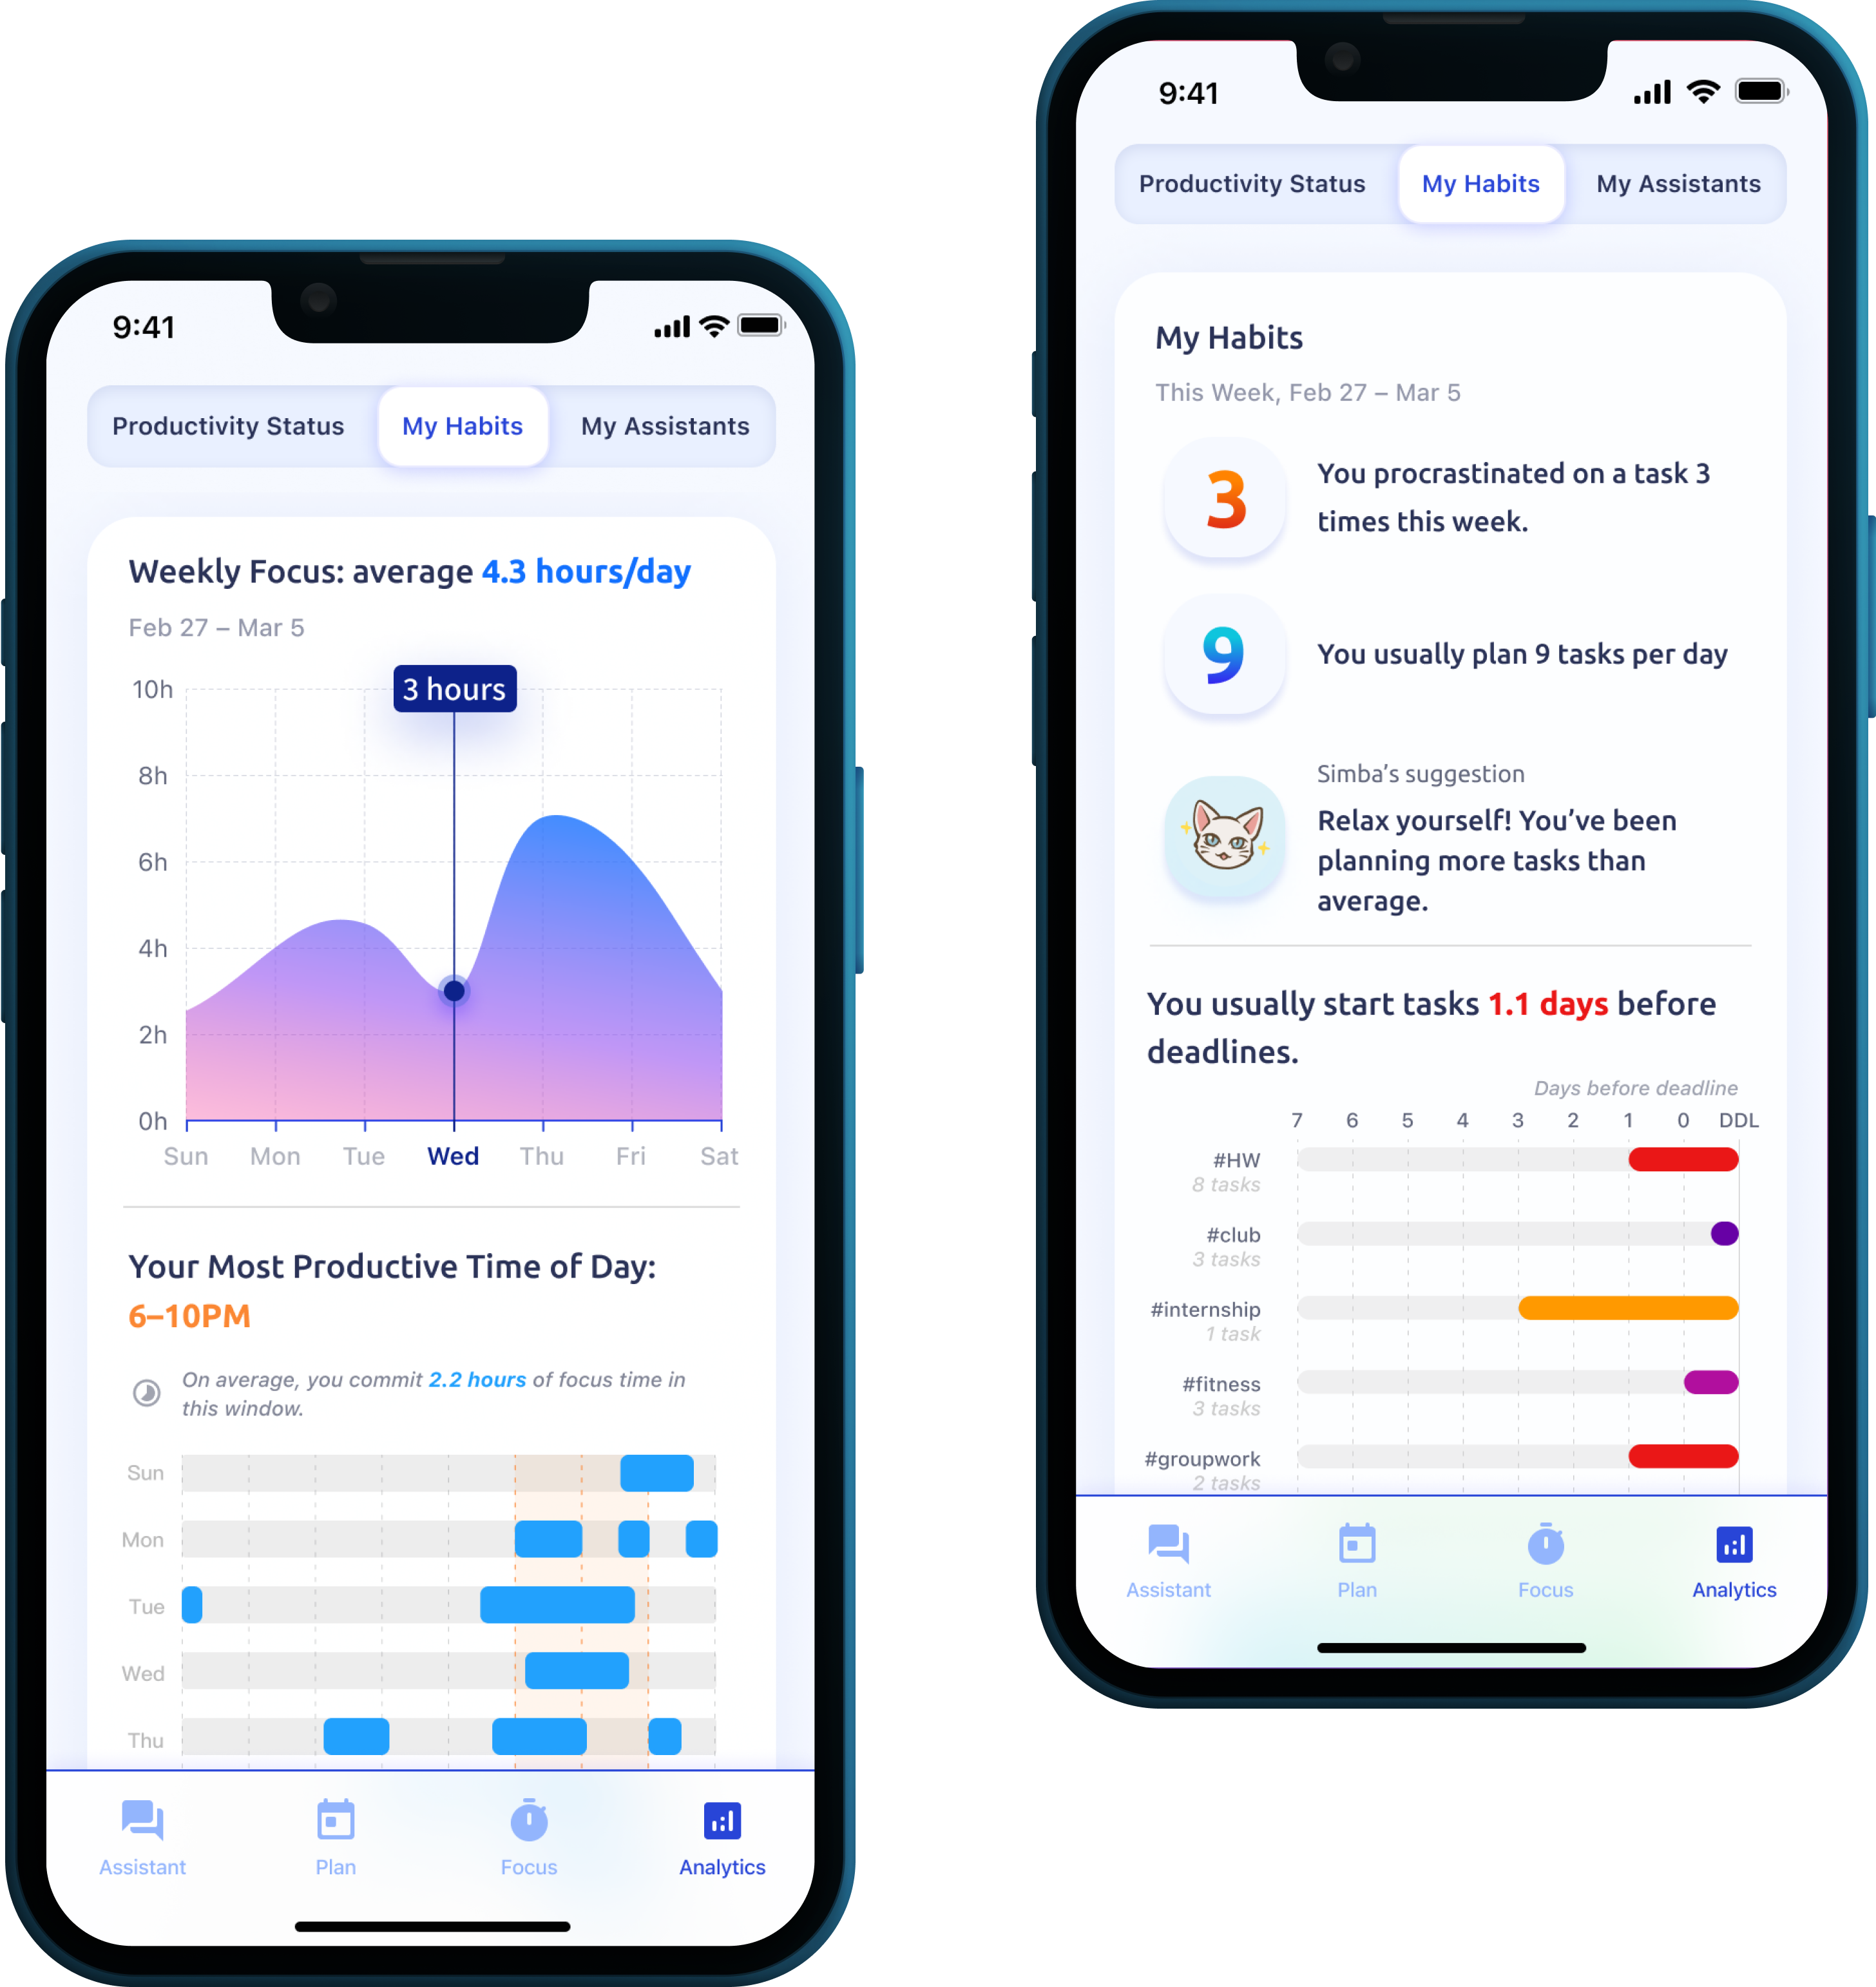 9:41
Productivity Status My Habits My Assistants
Weekly Focus: average 4.3 hours/day
Feb 27 – Mar 5
3 hours
10h
8h
6h
4h
2h
0h
Sun Mon Tue Wed Thu Fri Sat
Your Most Productive Time of Day:
6–10PM
On average, you commit 2.2 hours of focus time in
this window.
Sun
Mon
Tue
Wed
Thu
Assistant Plan Focus Analytics
9:41
Productivity Status My Habits My Assistants
My Habits
This Week, Feb 27 – Mar 5
3
You procrastinated on a task 3
times this week.
9
You usually plan 9 tasks per day
Simba’s suggestion
Relax yourself! You’ve been
planning more tasks than
average.
You usually start tasks 1.1 days before
deadlines.
Days before deadline
7 6 5 4 3 2 1 0 DDL
#HW
8 tasks
#club
3 tasks
#internship
1 task
#fitness
3 tasks
#groupwork
2 tasks
Assistant Plan Focus Analytics